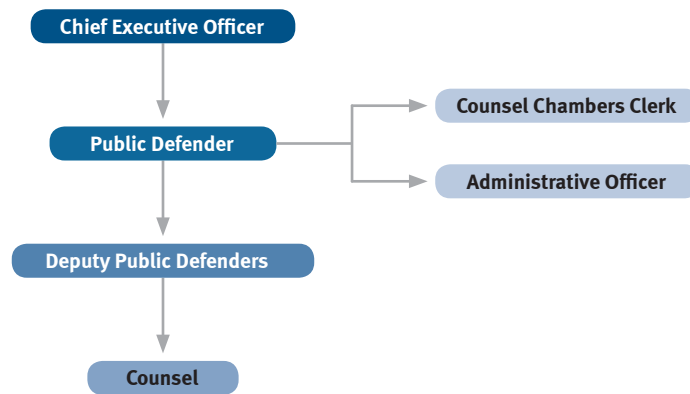 Chief Executive Officer
Counsel Chambers Clerk
Public Defender
Administrative Officer
Deputy Public Defenders
Counsel